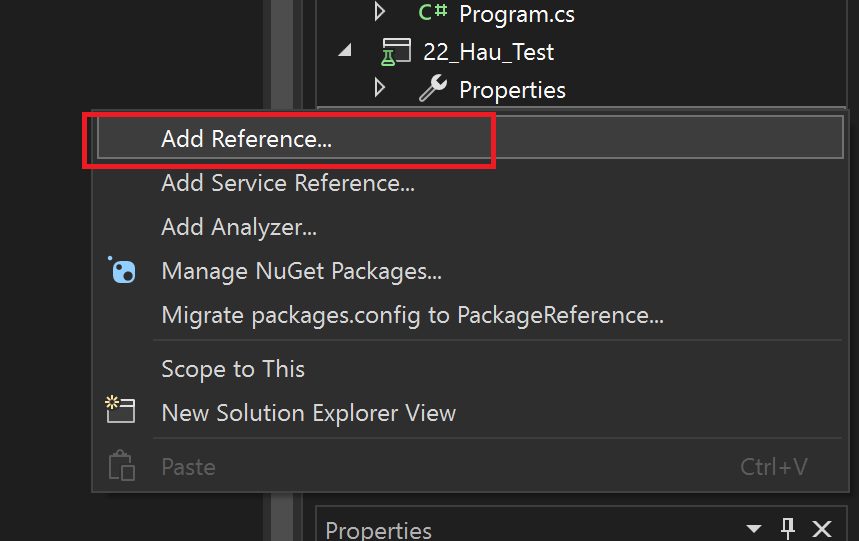 Program.cs
22_Hau_Test
Properties
Add Reference...
Add Service Reference...
Add Analyzer...
Manage NuGet Packages...
Migrate packages.config to PackageReference...
Scope to This
New Solution Explorer View
Paste Ctrl+V
Properties